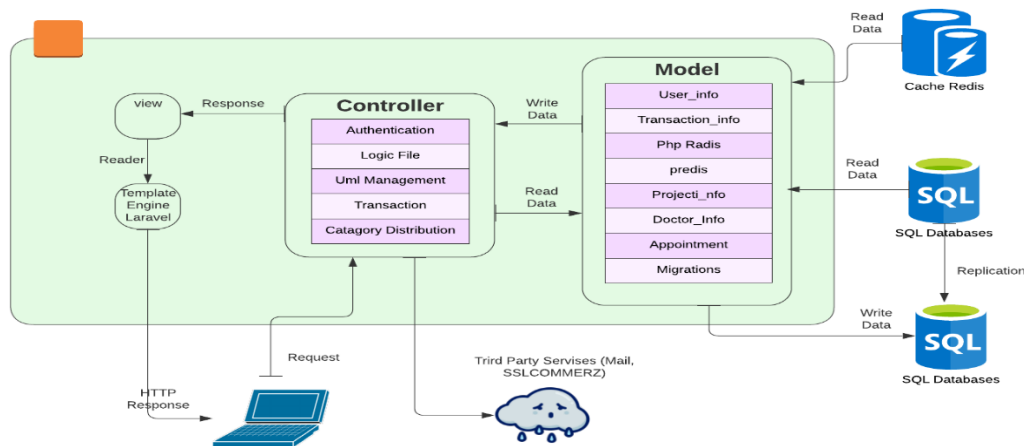 Read
Data
Cache Redis
Model
User_info
Transaction_info
Php Radis
predis
Projecti_nfo
Doctor_Info
Appointment
Migrations
Controller
Authentication
Logic File
Uml Management
Transaction
Catagory Distribution
Write
Data
Read
Data
Response
view
Reader
Template
Engine
Laravel
Read
Data
SQL
SQL Databases
Replication
Write
Data
SQL
SQL Databases
Request
HTTP
Response
Trird Party Servises (Mail,
SSLCOMMERZ)